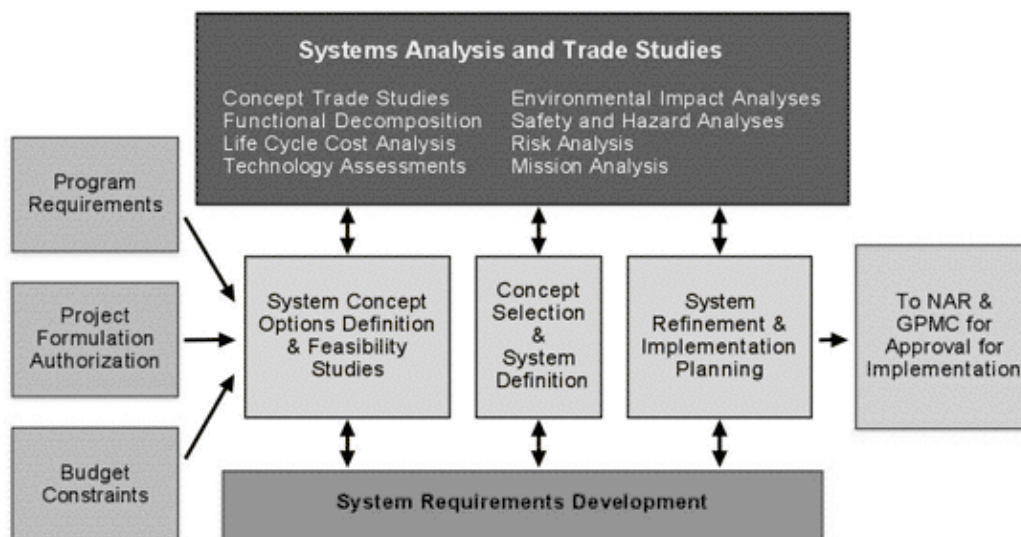 Systems Analysis and Trade Studies
Concept Trade Studies
Functional Decomposition
Life Cycle Cost Analysis
Technology Assessments
Environmental Impact Analyses
Safety and Hazard Analyses
Risk Analysis
Mission Analysis
Program
Requirements
Project
Formulation
Authorization
Budget
Constraints
System Concept
Options Definition
& Feasibility
Studies
Concept
Selection
&
System
Definition
System
Refinement &
Implementation
Planning
To NAR &
GPMC for
Approval for
Implementation
System Requirements Development